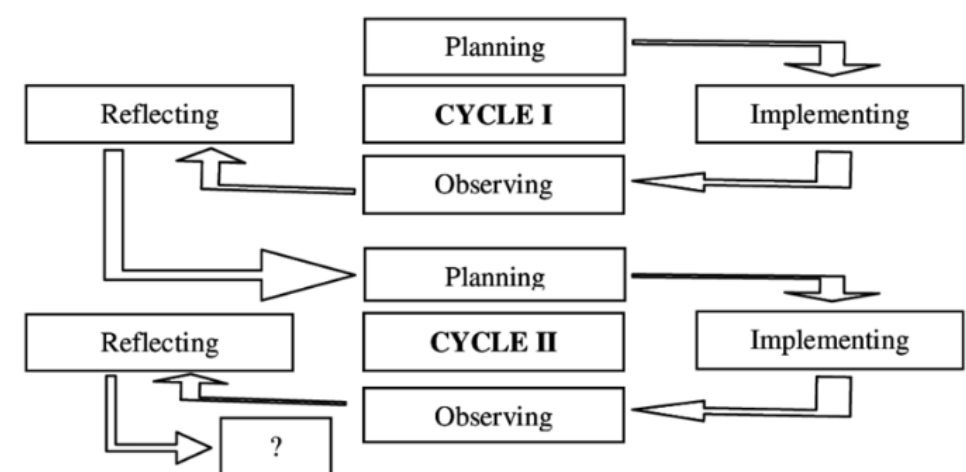 Planning
Reflecting
CYCLE I
Implementing
Observing
Planning
Reflecting
CYCLE II
Implementing
Observing
?